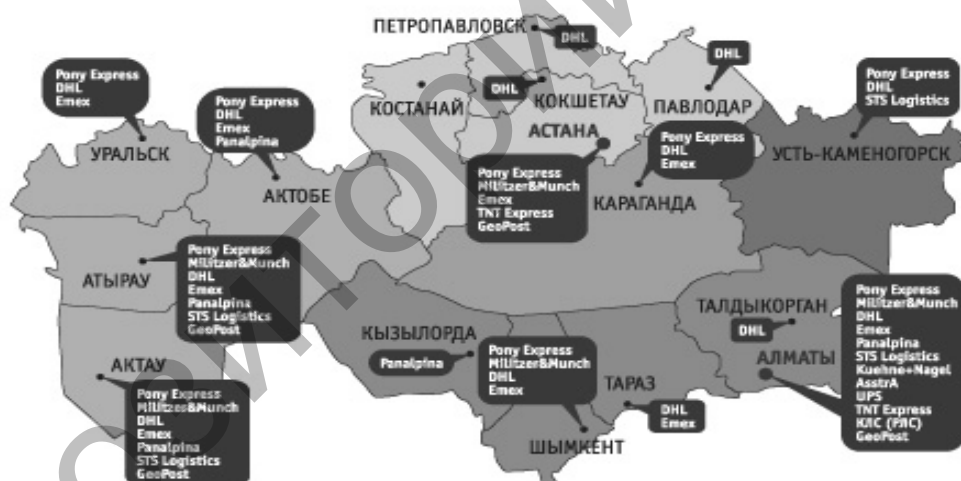 ПЕТРОПАВЛОВСК
DHL
DHL
Pony Express
DHL
Emex
Pony Express
DHL
Emex
Panalpina
КОСТАНАЙ
DHL
КОКШЕТАУ
ПАВЛОДАР
Pony Express
DHL
STS Logistics
УРАЛЬСК
АКТОБЕ
АСТАНА
Pony Express
Militzer&Munch
Emex
TNT Express
GeoPost
Pony Express
DHL
Emex
КАРАГАНДА
УСТЬ-КАМЕНОГОРСК
АТЫРАУ
Pony Express
Militzer&Munch
DHL
Emex
Panalpina
STS Logistics
GeoPost
АКТАУ
Pony Express
Militzes&Munch
DHL
Emex
Panalpina
STS Logistics
GeoPost
КЫЗЫЛОРДА
Panalpina
Pony Express
Militzer&Munch
DHL
Emex
ШЫМКЕНТ
ТАРАЗ
DHL
Emex
ТАЛДЫКОРГАН
DHL
АЛМАТЫ
Pony Express
Militzer&Munch
DHL
Emex
Panalpina
STS Logistics
Kuehne+Nagel
AsstrA
UPS
TNT Express
КЛС (РЛС)
GeoPost
ОЗИТОРИЙ